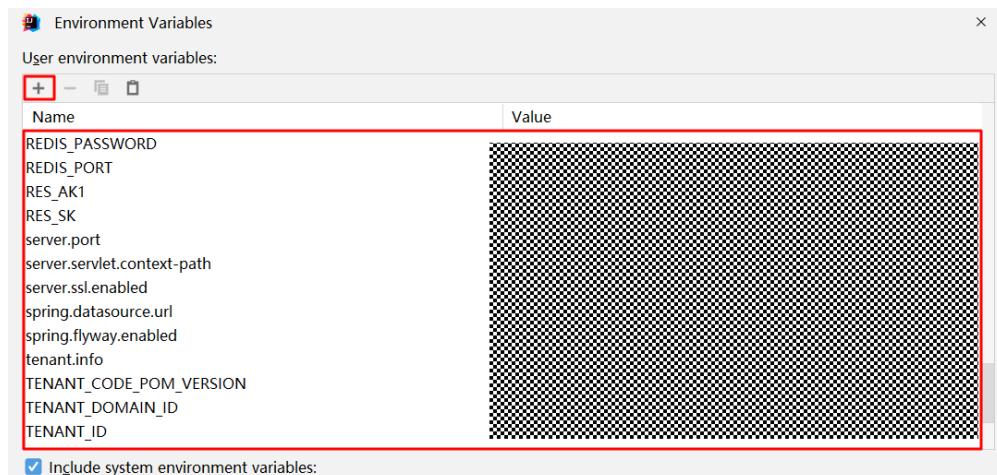 Environment Variables
User environment variables:
Name Value
REDIS_PASSWORD
REDIS_PORT
RES_AK1
RES_SK
server.port
server.servlet.context-path
server.ssl.enabled
spring.datasource.url
spring.flyway.enabled
tenant.info
TENANT_CODE_POM_VERSION
TENANT_DOMAIN_ID
TENANT_ID
Include system environment variables: